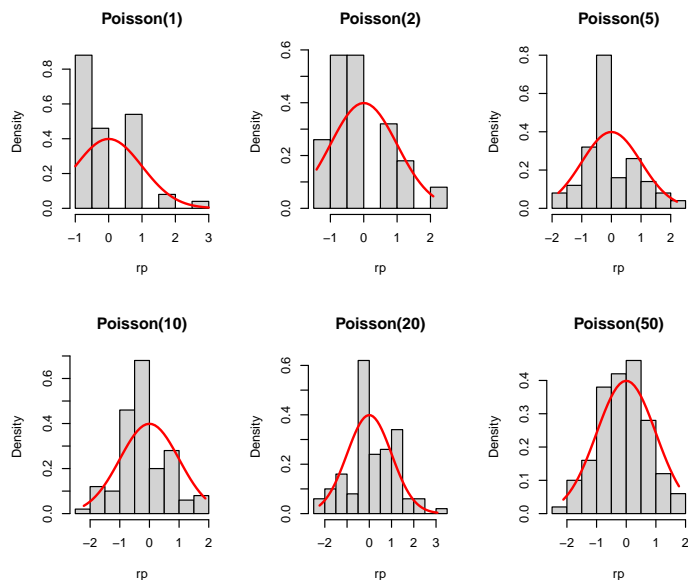 Poisson(1)
Density
0.0 0.2 0.4 0.6 0.8
−1 0 1 2 3
rp
Poisson(2)
Density
0.0 0.2 0.4 0.6
−1 0 1 2
rp
Poisson(5)
Density
0.0 0.2 0.4 0.6 0.8
−2 −1 0 1 2
rp
Poisson(10)
Density
0.0 0.2 0.4 0.6
−2 −1 0 1 2
rp
Poisson(20)
Density
0.0 0.2 0.4 0.6
−2 −1 0 1 2 3
rp
Poisson(50)
Density
0.0 0.1 0.2 0.3 0.4
−2 −1 0 1 2
rp